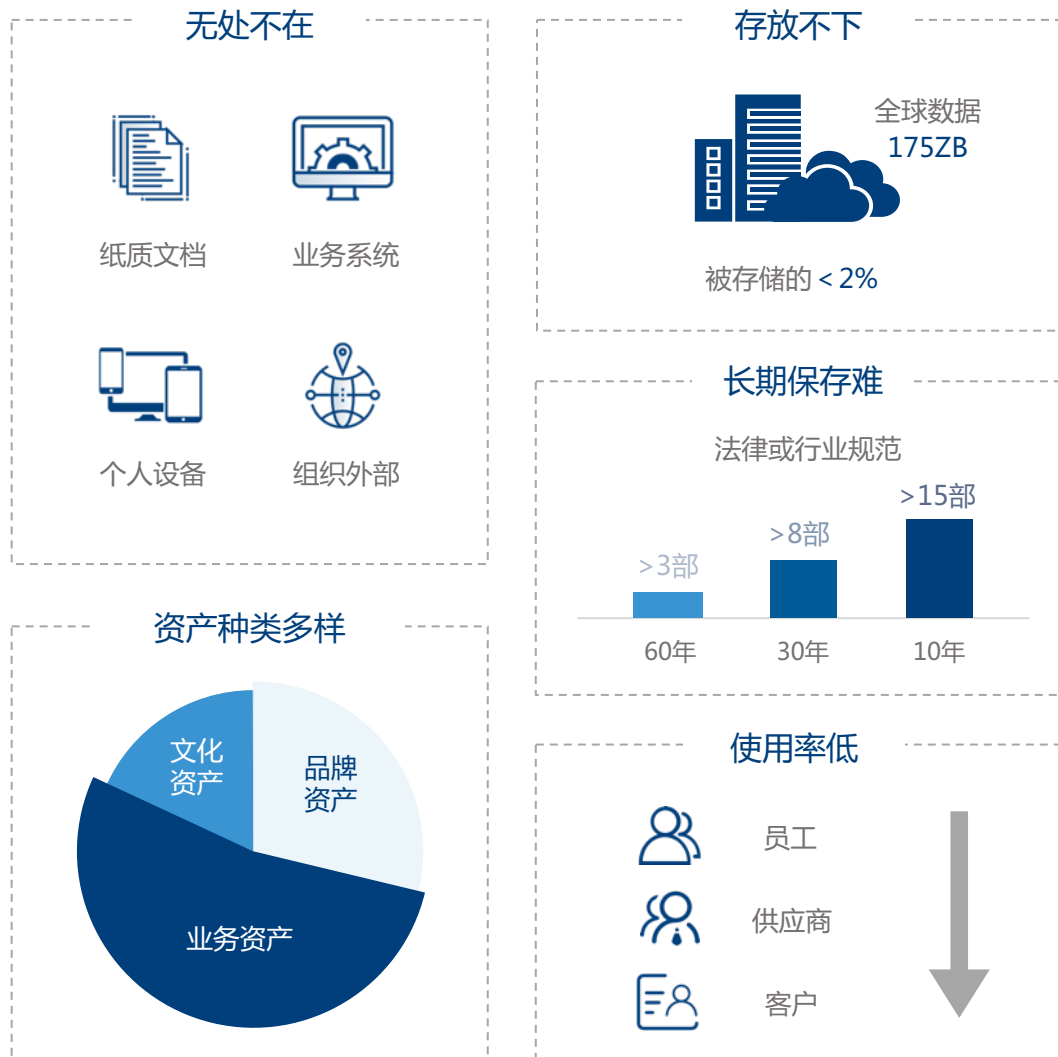 无处不在
纸质文档
业务系统
个人设备
组织外部
资产种类多样
文化
资产
品牌
资产
业务资产
存放不下
全球数据
175ZB
被存储的 < 2%
长期保存难
法律或行业规范
>3部
>8部
>15部
60年
30年
10年
使用率低
员工
供应商
客户